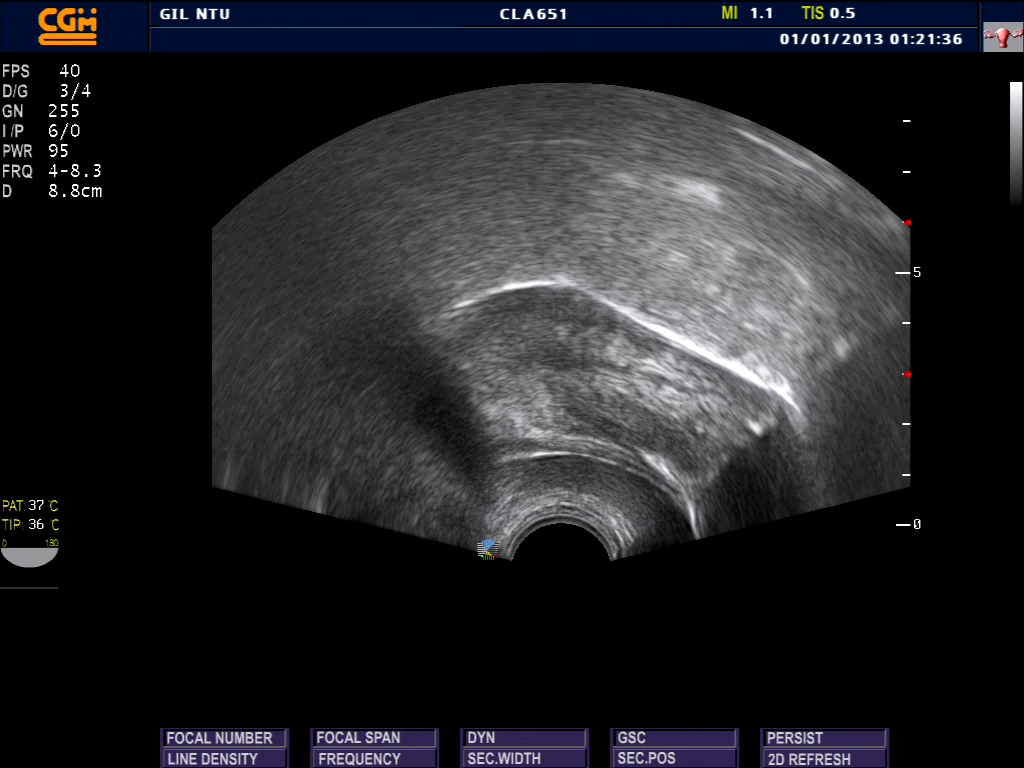 CGM
GIL NTU
CLA651
MI 1.1 TIS 0.5
01/01/2013 01:21:36
FPS 40
D/G 3/4
GN 255
I/P 6/0
PWR 95
FRQ 4-8.3
D 8.8cm
5
PAT: 37 °C
TIP: 36 °C
0 180
0
FOCAL NUMBER FOCAL SPAN DYN GSC PERSIST
LINE DENSITY FREQUENCY SEC.WIDTH SEC.POS 2D REFRESH